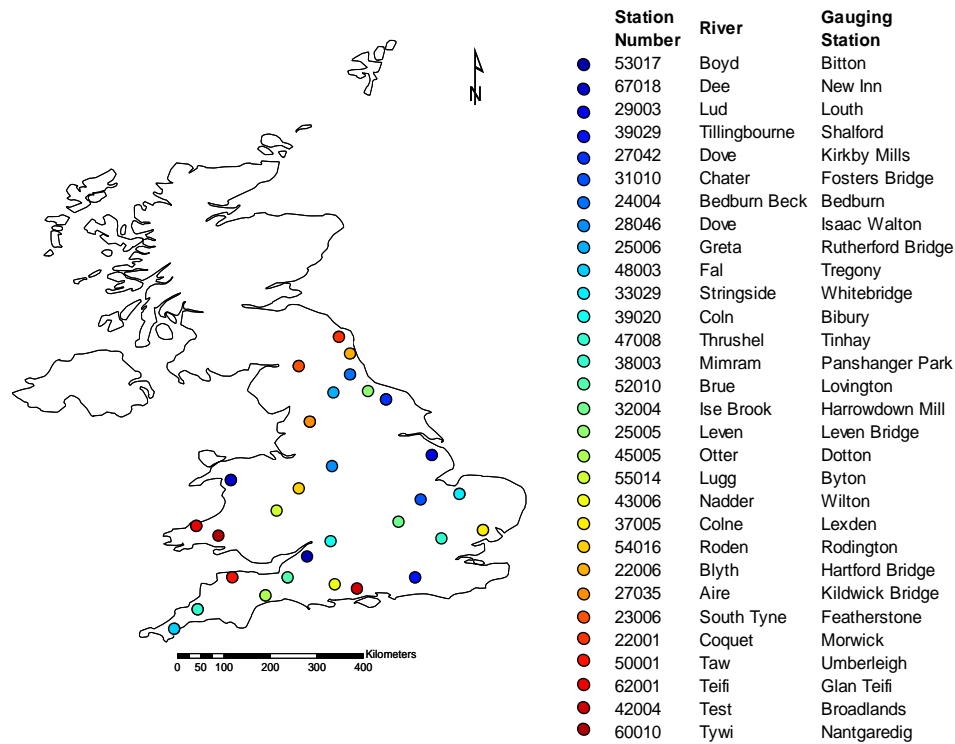 Station Number River Gauging Station
53017 Boyd Bitton
67018 Dee New Inn
29003 Lud Louth
39029 Tillingbourne Shalford
27042 Dove Kirkby Mills
31010 Chater Fosters Bridge
24004 Bedburn Beck Bedburn
28046 Dove Isaac Walton
25006 Greta Rutherford Bridge
48003 Fal Tregony
33029 Stringside Whitebridge
39020 Coln Bibury
47008 Thrushel Tinhay
38003 Mimram Panshanger Park
52010 Brue Lovington
32004 Ise Brook Harrowdown Mill
25005 Leven Leven Bridge
45005 Otter Dotton
55014 Lugg Byton
43006 Nadder Wilton
37005 Colne Lexden
54016 Roden Rodington
22006 Blyth Hartford Bridge
27035 Aire Kildwick Bridge
23006 South Tyne Featherstone
22001 Coquet Morwick
50001 Taw Umberleigh
62001 Teifi Glan Teifi
42004 Test Broadlands
60010 Tywi Nantgaredig
N
Kilometers
0 50 100 200 300 400